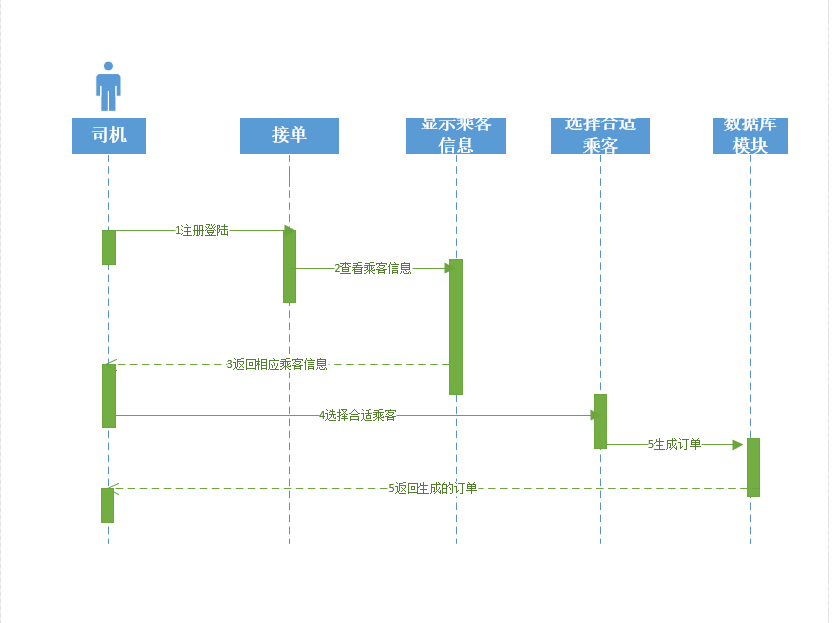 司机
接单
显示乘客
信息
选择合适
乘客
数据库
模块
1注册登陆
2查看乘客信息
3返回相应乘客信息
4选择合适乘客
5生成订单
5返回生成的订单